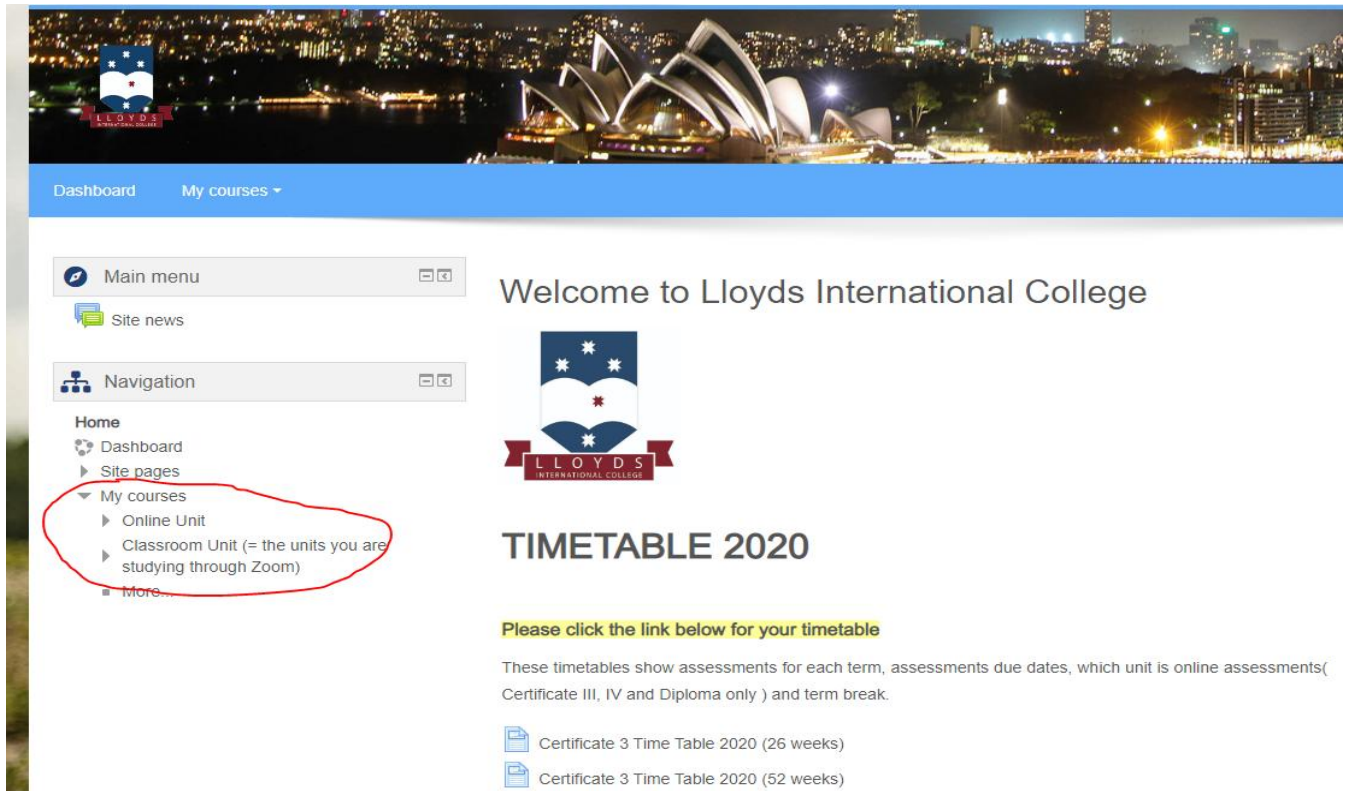 LLOYDS
INTERNATIONAL COLLEGE
Dashboard My courses
Main menu
Site news
Navigation
Home
Dashboard
Site pages
My courses
Online Unit
Classroom Unit (= the units you are
studying through Zoom)
More...
Welcome to Lloyds International College
LLOYDS
INTERNATIONAL COLLEGE
TIMETABLE 2020
Please click the link below for your timetable
These timetables show assessments for each term, assessments due dates, which unit is online assessments(
Certificate III, IV and Diploma only ) and term break.
Certificate 3 Time Table 2020 (26 weeks)
Certificate 3 Time Table 2020 (52 weeks)